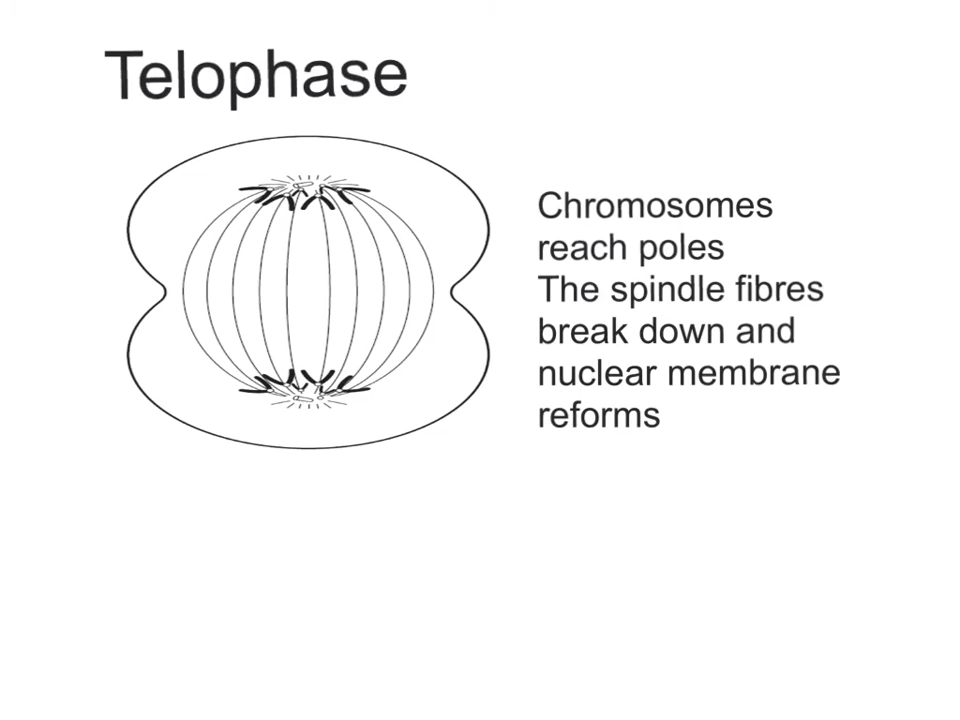 Telophase
Chromosomes
reach poles
The spindle fibres
break down and
nuclear membrane
reforms